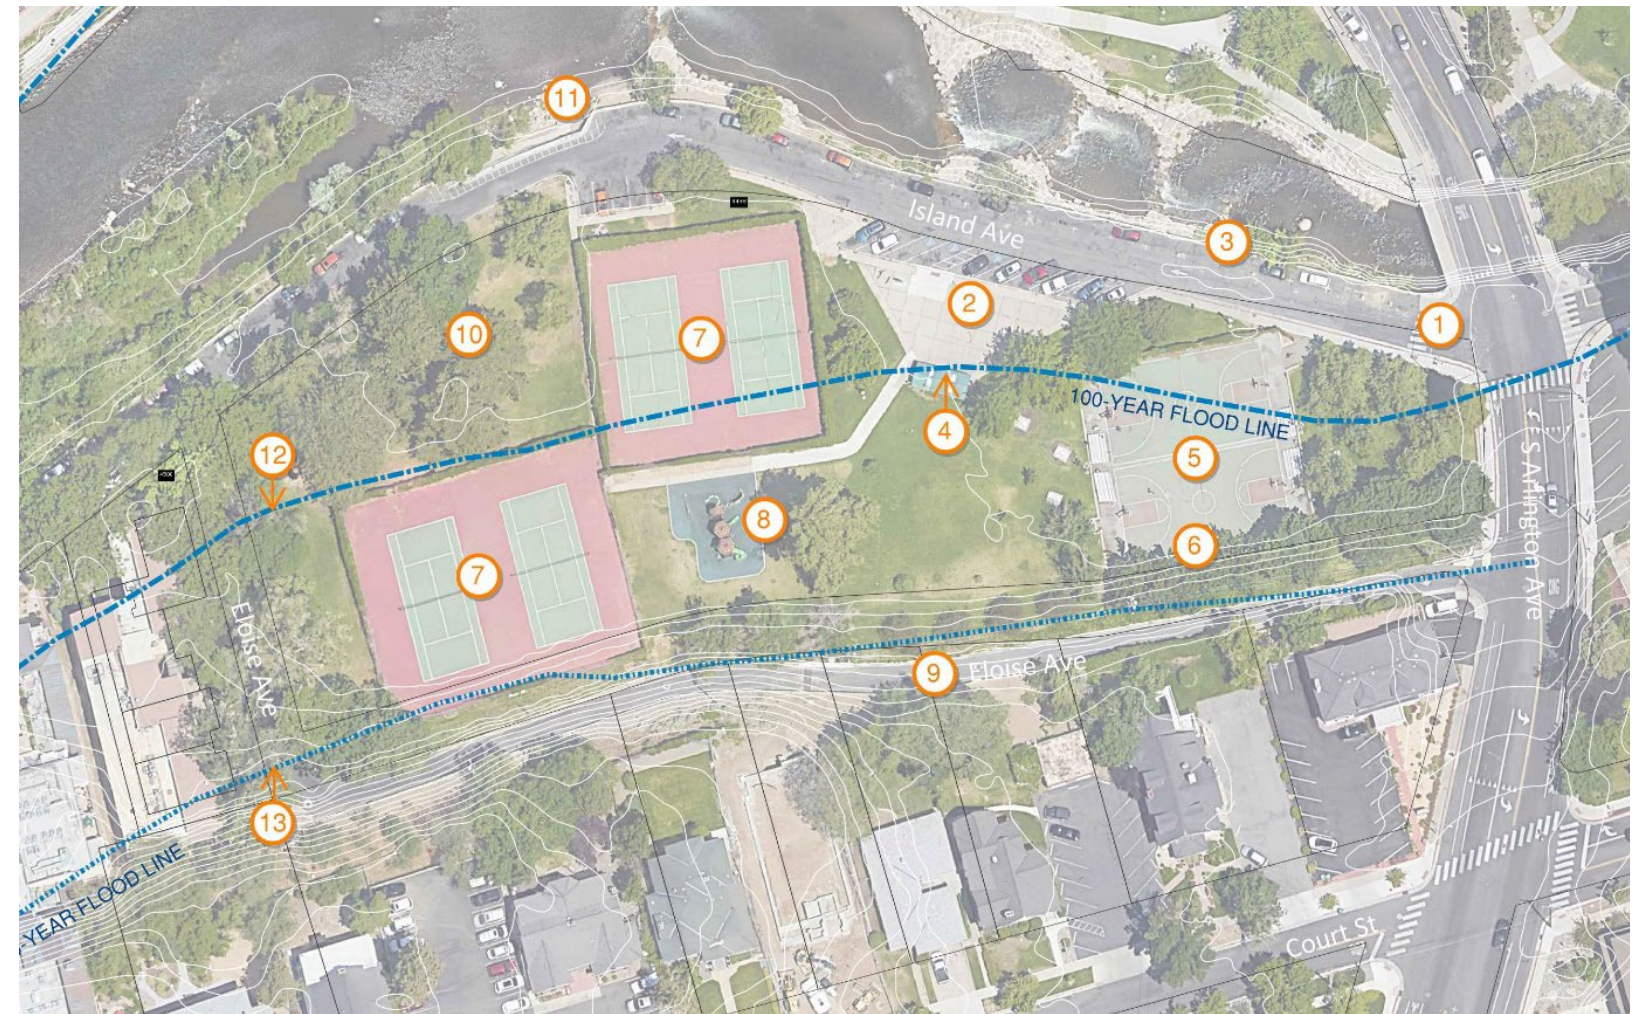 11
Island Ave
3
2
1
10
7
100-YEAR FLOOD LINE
4
12
5
S Arlington Ave
8
6
7
Eloise Ave
9
Eloise Ave
13
-YEAR FLOOD LINE
Court St